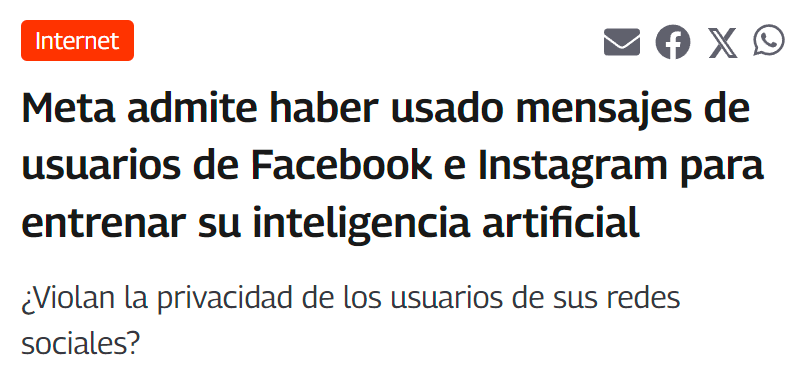 Internet
Meta admite haber usado mensajes de
usuarios de Facebook e Instagram para
entrenar su inteligencia artificial
¿Violan la privacidad de los usuarios de sus redes
sociales?